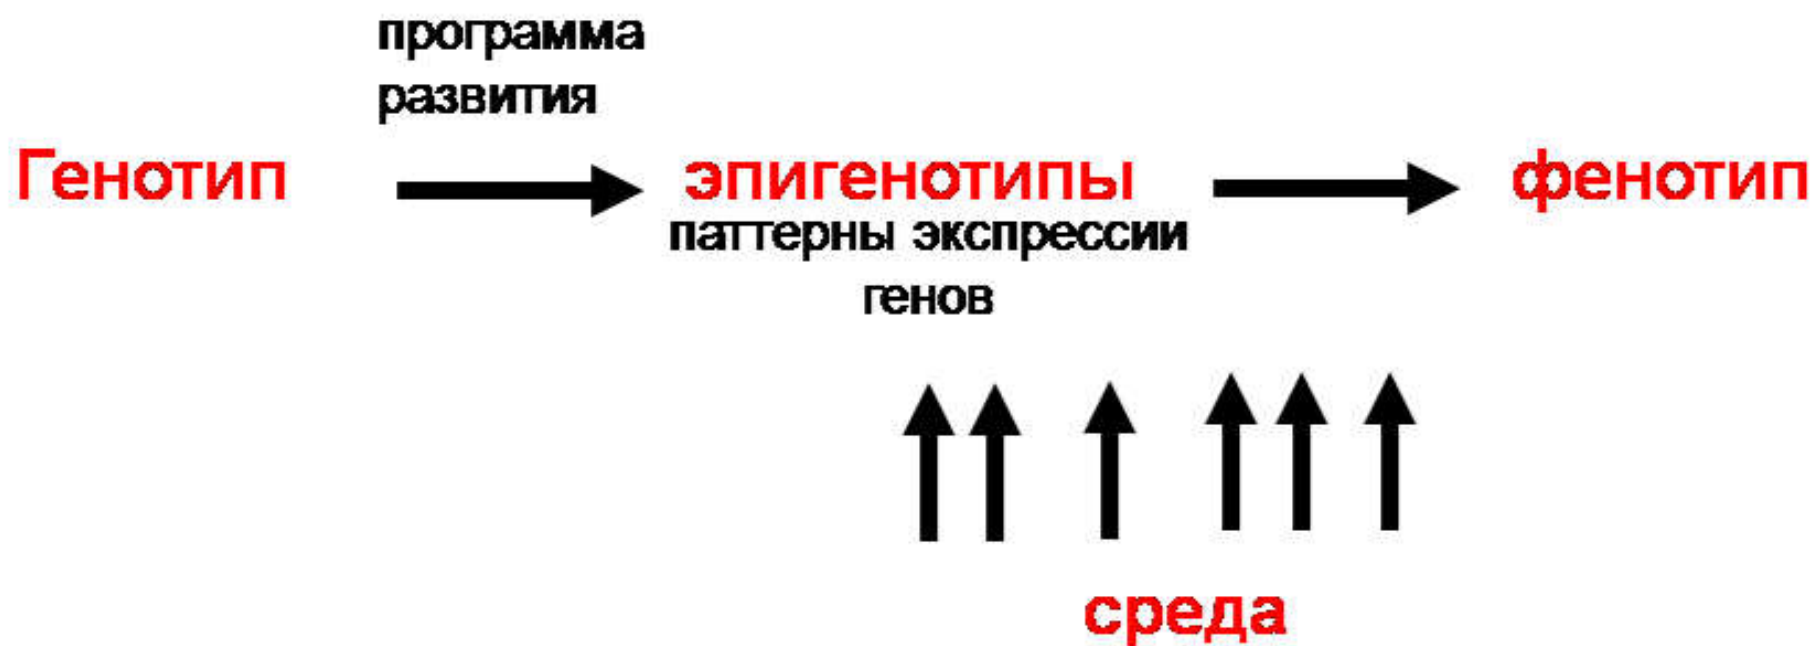 программа
развития
Генотип эпигенотипы фенотип
паттерны экспрессии
генов
среда